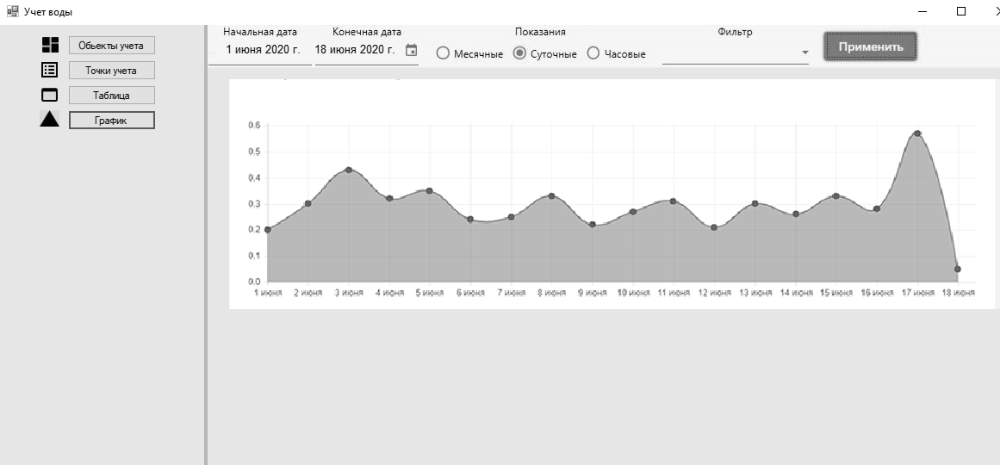 Учет воды
Обьекты учета
Точки учета
Таблица
График
Начальная дата
Конечная дата
Показания
Фильтр
1 июня 2020 г.
18 июня 2020 г.
Месячные
Суточные
Часовые
Применить
0.6
0.5
0.4
0.3
0.2
0.1
0.0
1 июня 2 июня 3 июня 4 июня 5 июня 6 июня 7 июня 8 июня 9 июня 10 июня 11 июня 12 июня 13 июня 14 июня 15 июня 16 июня 17 июня 18 июня